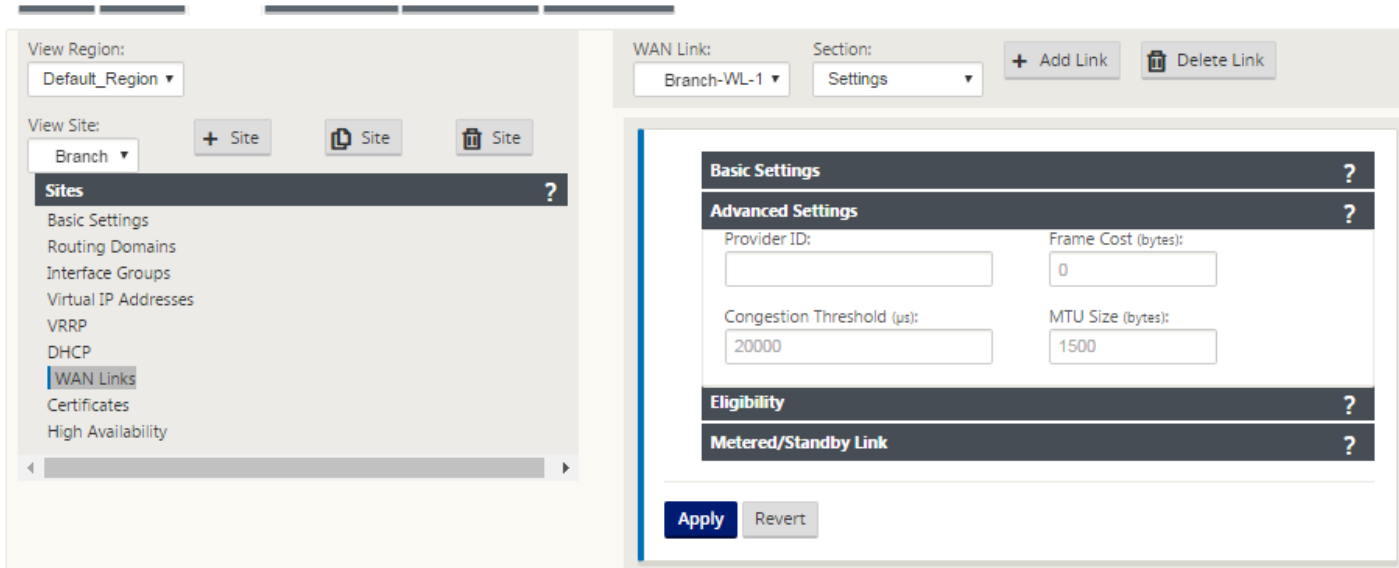 View Region:
Default_Region ▾
View Site:
+ Site
Site
Site
Branch ▾
Sites ?
Basic Settings
Routing Domains
Interface Groups
Virtual IP Addresses
VRRP
DHCP
WAN Links
Certificates
High Availability
WAN Link: Section:
Branch-WL-1 ▾ Settings ▾ + Add Link Delete Link
Basic Settings ?
Advanced Settings ?
Provider ID: Frame Cost (bytes):
0
Congestion Threshold (µs): MTU Size (bytes):
20000 1500
Eligibility ?
Metered/Standby Link ?
Apply Revert